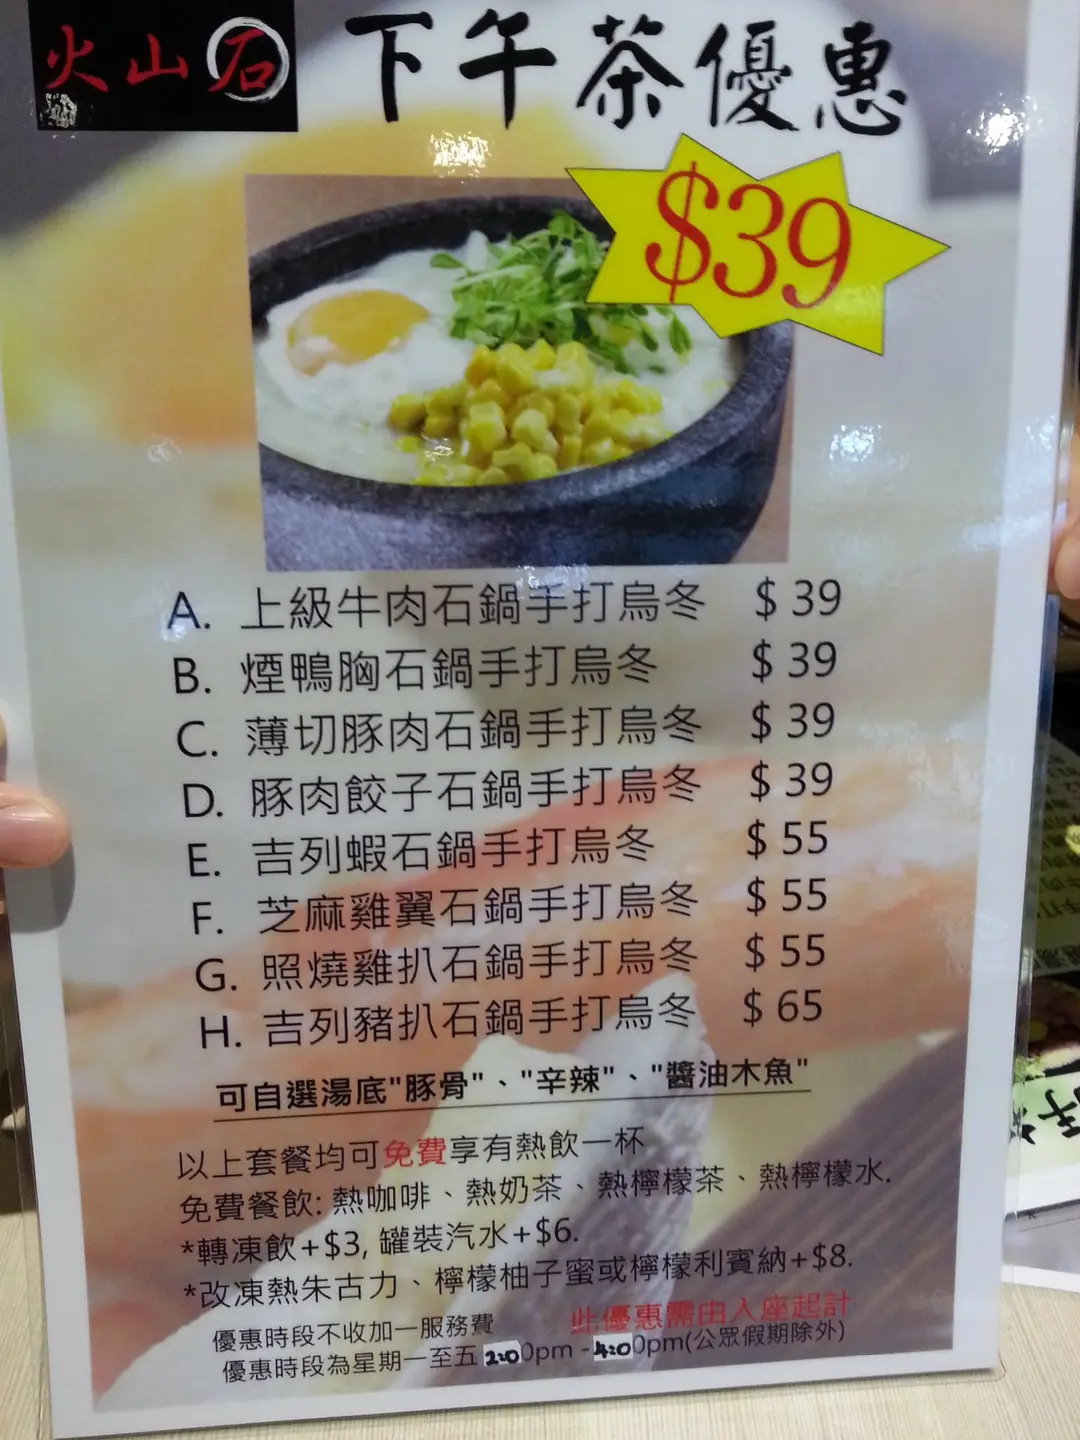 火山石
下午茶優惠
$39
A. 上級牛肉石鍋手打烏冬 $ 39
B. 煙鴨胸石鍋手打烏冬 $ 39
C. 薄切豚肉石鍋手打烏冬 $ 39
D. 豚肉餃子石鍋手打烏冬 $ 39
E. 吉列蝦石鍋手打烏冬 $ 55
F. 芝麻雞翼石鍋手打烏冬 $ 55
G. 照燒雞扒石鍋手打烏冬 $ 55
H. 吉列豬扒石鍋手打烏冬 $ 65
可自選湯底"豚骨"、"辛辣"、"醬油木魚"
以上套餐均可免費享有熱飲一杯
免費餐飲: 熱咖啡、熱奶茶、熱檸檬茶、熱檸檬水.
*轉凍飲+$3, 罐裝汽水+$6.
*改凍熱朱古力、檸檬柚子蜜或檸檬利賓納+$8.
優惠時段不收加一服務費
此優惠需由入座起計
優惠時段為星期一至五 2:00pm - 4:00pm(公眾假期除外)